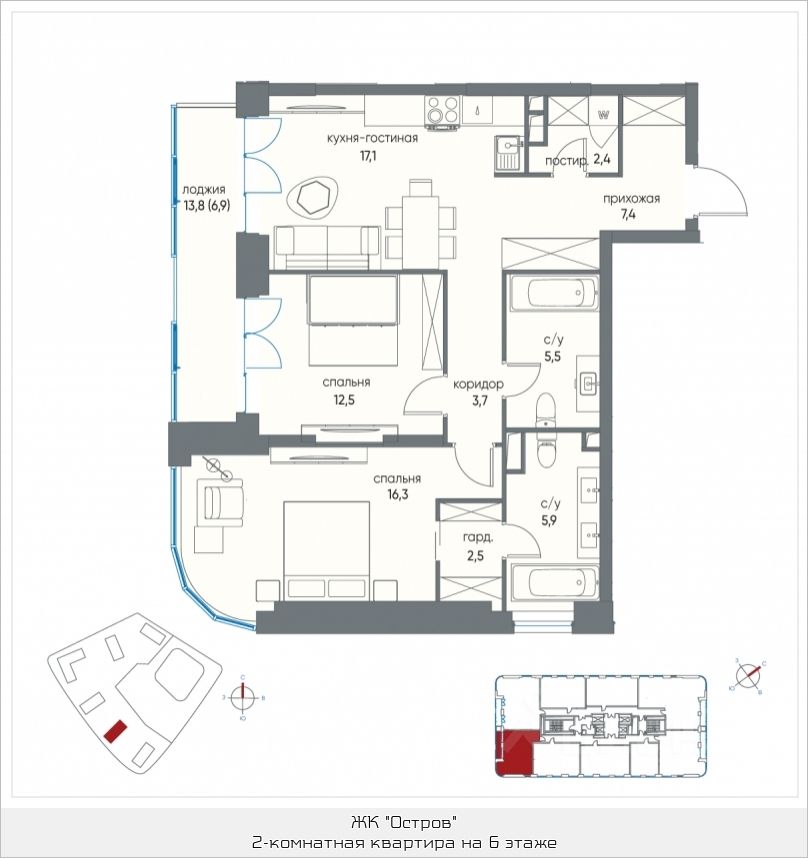 кухня-гостиная
17,1
W
постир. 2,4
лоджия
13,8 (6,9)
прихожая
7,4
с/у
5,5
спальня
12,5
коридор
3,7
спальня
16,3
с/у
5,9
гард.
2,5
С
З
В
Ю
З
С
Ю
В
ЖК "Остров"
2-комнатная квартира на 6 этаже